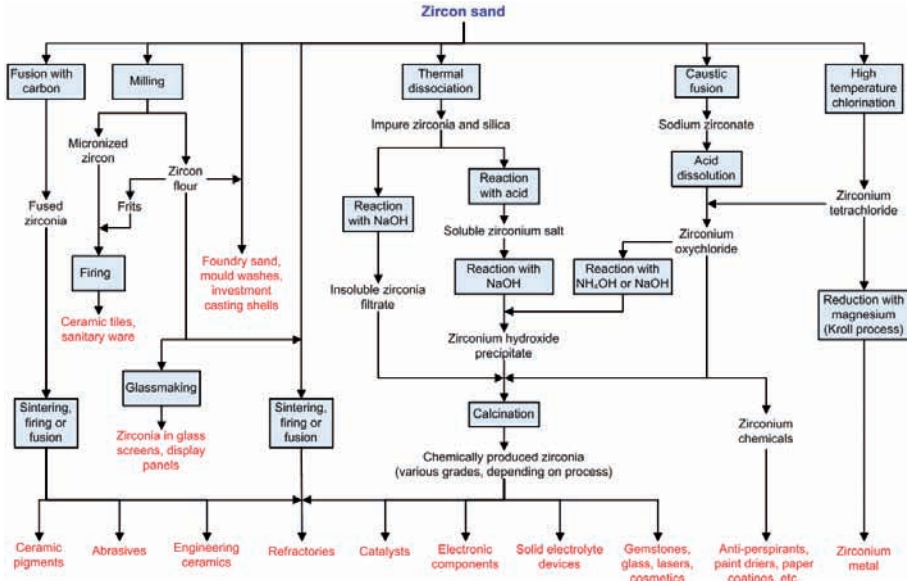 Zircon sand
Fusion with
carbon
Milling
Thermal
dissociation
Caustic
fusion
High
temperature
chlorination
Impure zirconia and silica
Sodium zirconate
Micronized
zircon
Zircon
flour
Acid
dissolution
Reaction
with acid
Fused
zirconia
Frits
Reaction
with NaOH
Zirconium
tetrachloride
Soluble zirconium salt
Zirconium
oxychloride
Firing
Foundry sand,
mould washes,
investment
casting shells
Insoluble zirconia
filtrate
Reaction with
NaOH
Reaction with
NH₄OH or NaOH
Ceramic tiles,
sanitary ware
Reduction with
magnesium
(Kroll process)
Zirconium hydroxide
precipitate
Glassmaking
Sintering,
firing or
fusion
Zirconia in glass
screens, display
panels
Sintering,
firing or
fusion
Calcination
Zirconium
chemicals
Chemically produced zirconia
(various grades, depending on process)
Ceramic
pigments
Abrasives
Engineering
ceramics
Refractories
Catalysts
Electronic
components
Solid electrolyte
devices
Gemstones,
glass, lasers,
cosmetics
Anti-perspirants,
paint driers, paper
coatings, etc.
Zirconium
metal